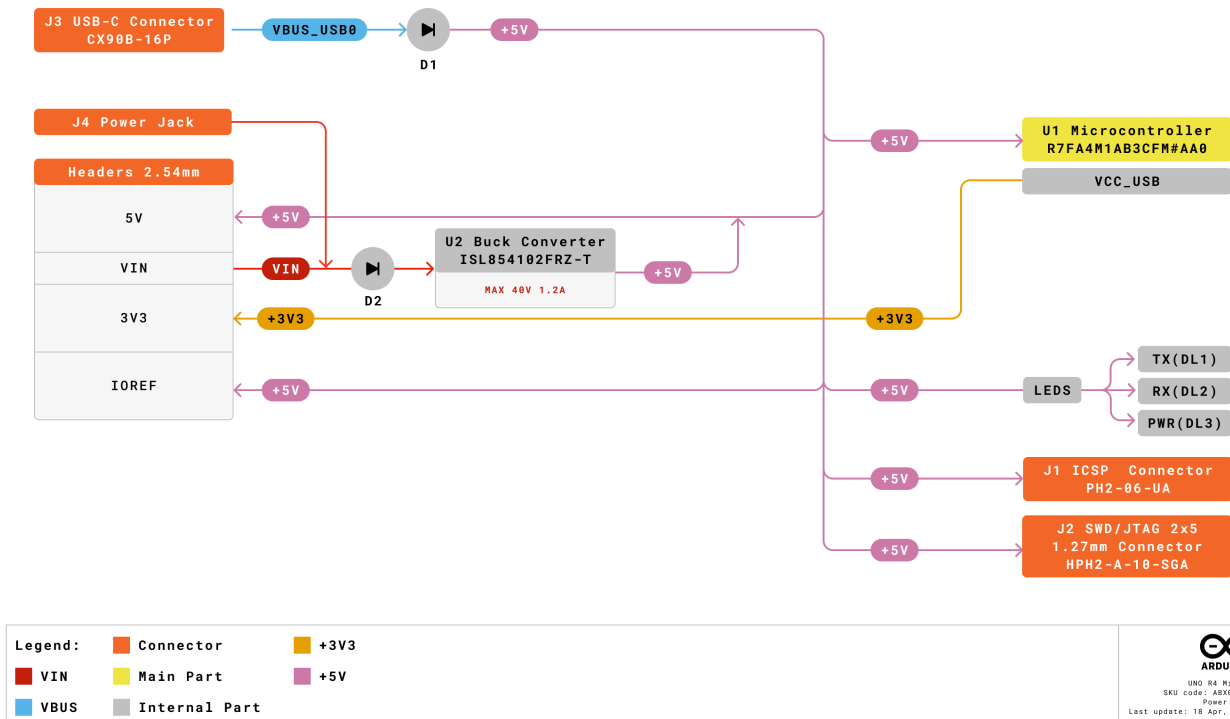 J3 USB-C Connector
CX90B-16P
VBUS_USB0
+5V
D1
J4 Power Jack
U1 Microcontroller
R7FA4M1AB3CFM#AA0
+5V
Headers 2.54mm
VCC_USB
5V
+5V
U2 Buck Converter
ISL854102FRZ-T
VIN
VIN
+5V
MAX 40V 1.2A
D2
3V3
+3V3
+3V3
TX(DL1)
IOREF
+5V
+5V
LEDS
RX(DL2)
PWR(DL3)
J1 ICSP Connector
PH2-06-UA
+5V
J2 SWD/JTAG 2x5
1.27mm Connector
HPH2-A-10-SGA
+5V
Legend:
Connector
+3V3
VIN
Main Part
+5V
VBUS
Internal Part
UNO R4
SKU code:
Power
Last update: 18 Apr,